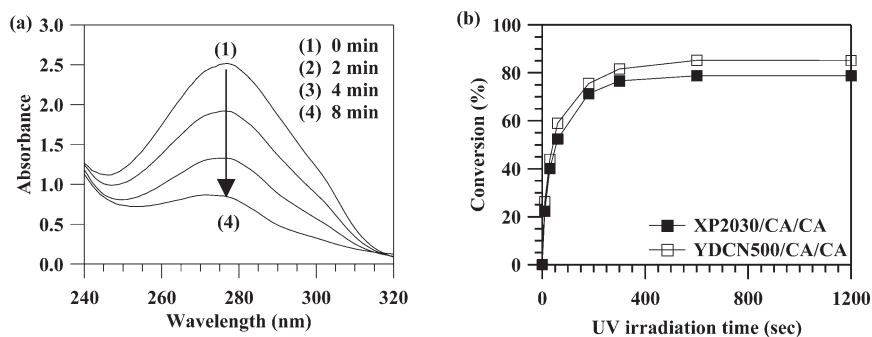 (a)
3.0
2.5
2.0
1.5
1.0
0.5
0.0
Absorbance
(1)
(4)
(1) 0 min
(2) 2 min
(3) 4 min
(4) 8 min
240 260 280 300 320
Wavelength (nm)
(b)
100
80
60
40
20
0
Conversion (%)
XP2030/CA/CA
YDCN500/CA/CA
0 400 800 1200
UV irradiation time (sec)